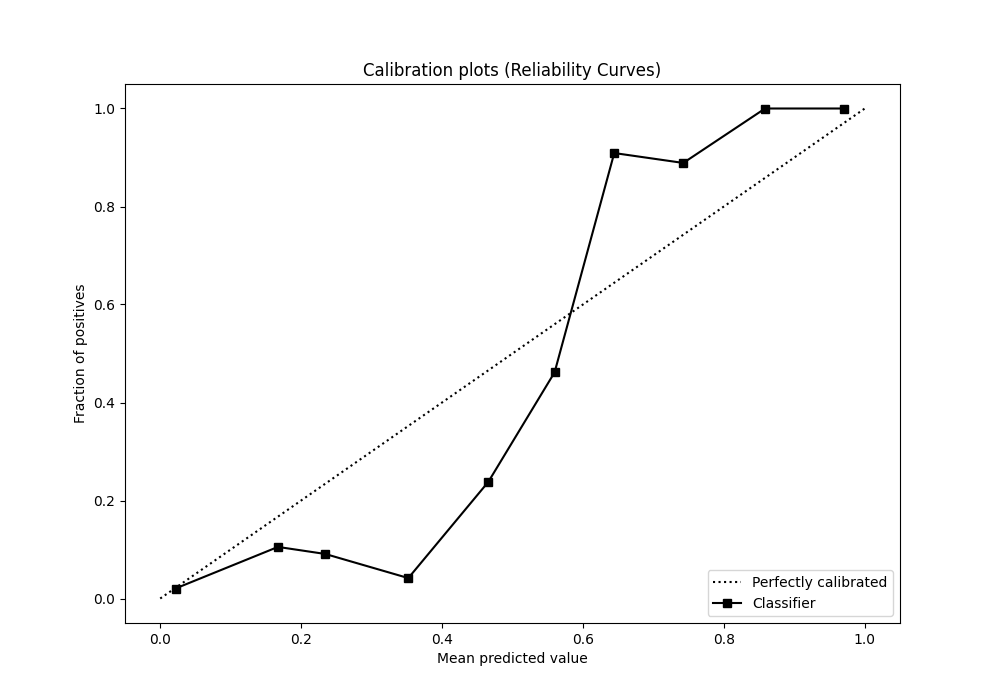 Calibration plots (Reliability Curves)
1.0
0.8
0.6
0.4
0.2
0.0
Fraction of positives
0.0 0.2 0.4 0.6 0.8 1.0
Mean predicted value
Perfectly calibrated
Classifier